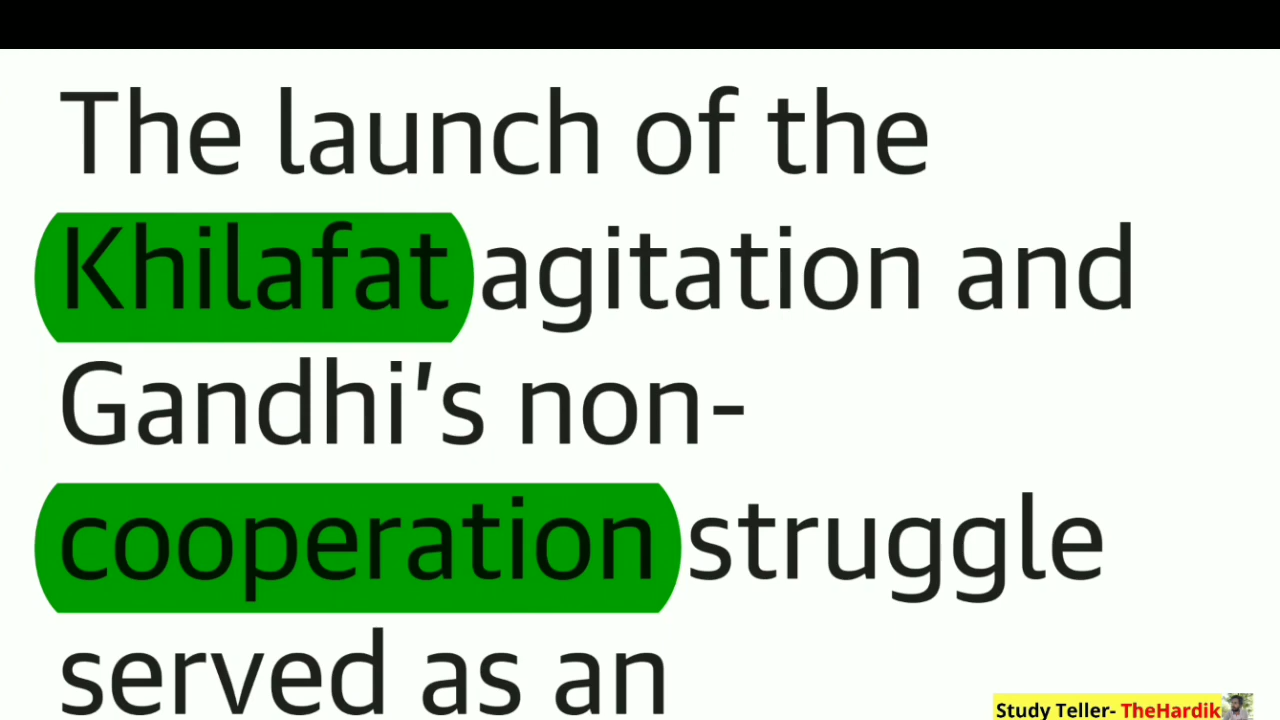 The launch of the
Khilafat agitation and
Gandhi's non-
cooperation struggle
served as an
Study Teller- TheHardik